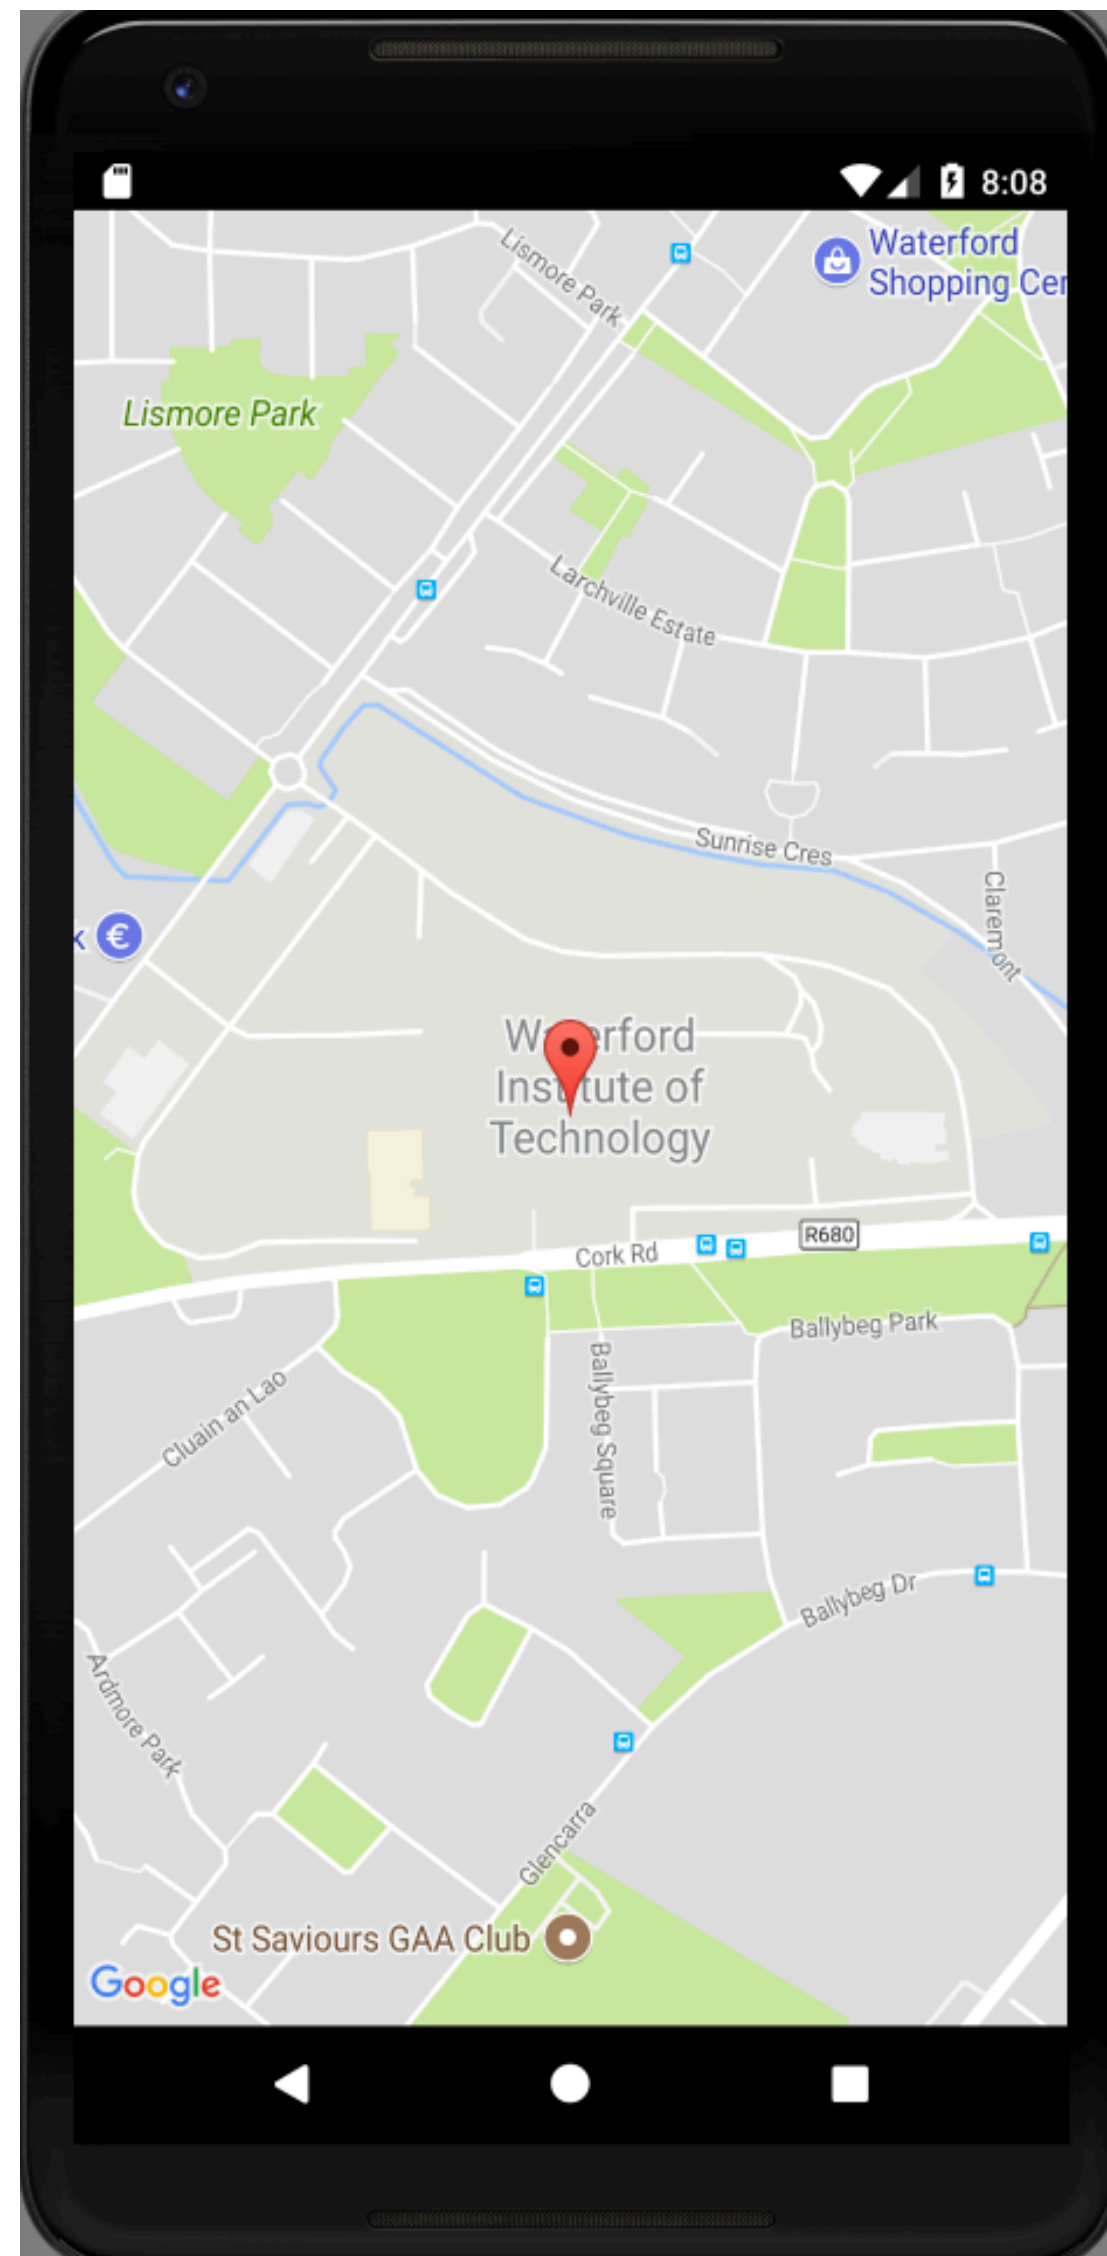 8:08
Waterford
Shopping Cer
Lismore Park
Lismore Park
Larchville Estate
Sunrise Cres
Claremont
k €
Waterford
Institute of
Technology
R680
Cork Rd
Ballybeg Park
Ballybeg Square
Cluain an Lao
Ballybeg Dr
Ardmore Park
Glencarra
St Saviours GAA Club
Google